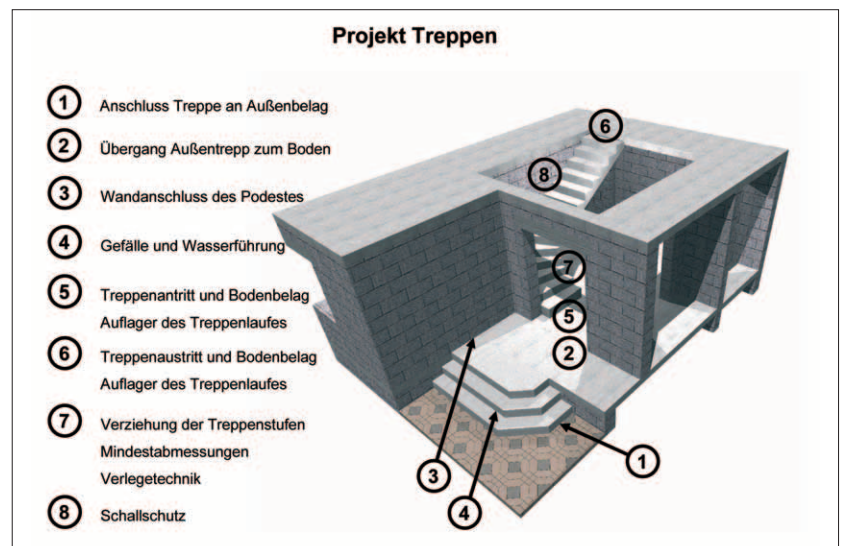 Projekt Treppen
1 Anschluss Treppe an Außenbelag
2 Übergang Außentrepp zum Boden
3 Wandanschluss des Podestes
4 Gefälle und Wasserführung
5 Treppenantritt und Bodenbelag
Auflager des Treppenlaufes
6 Treppenaustritt und Bodenbelag
Auflager des Treppenlaufes
7 Verziehung der Treppenstufen
Mindestabmessungen
Verlegetechnik
8 Schallschutz
6
8
7
5
2
1
3
4